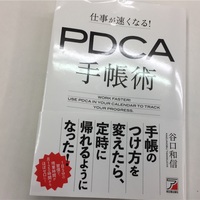 仕事が速くなる!
PDCA
手帳術
WORK FASTER!
USE PDCA IN YOUR CALENDAR TO TRACK
YOUR PROGRESS.
手帳の
つけ方を
変えたら、
定時に
帰れるように
なった!
谷口和信